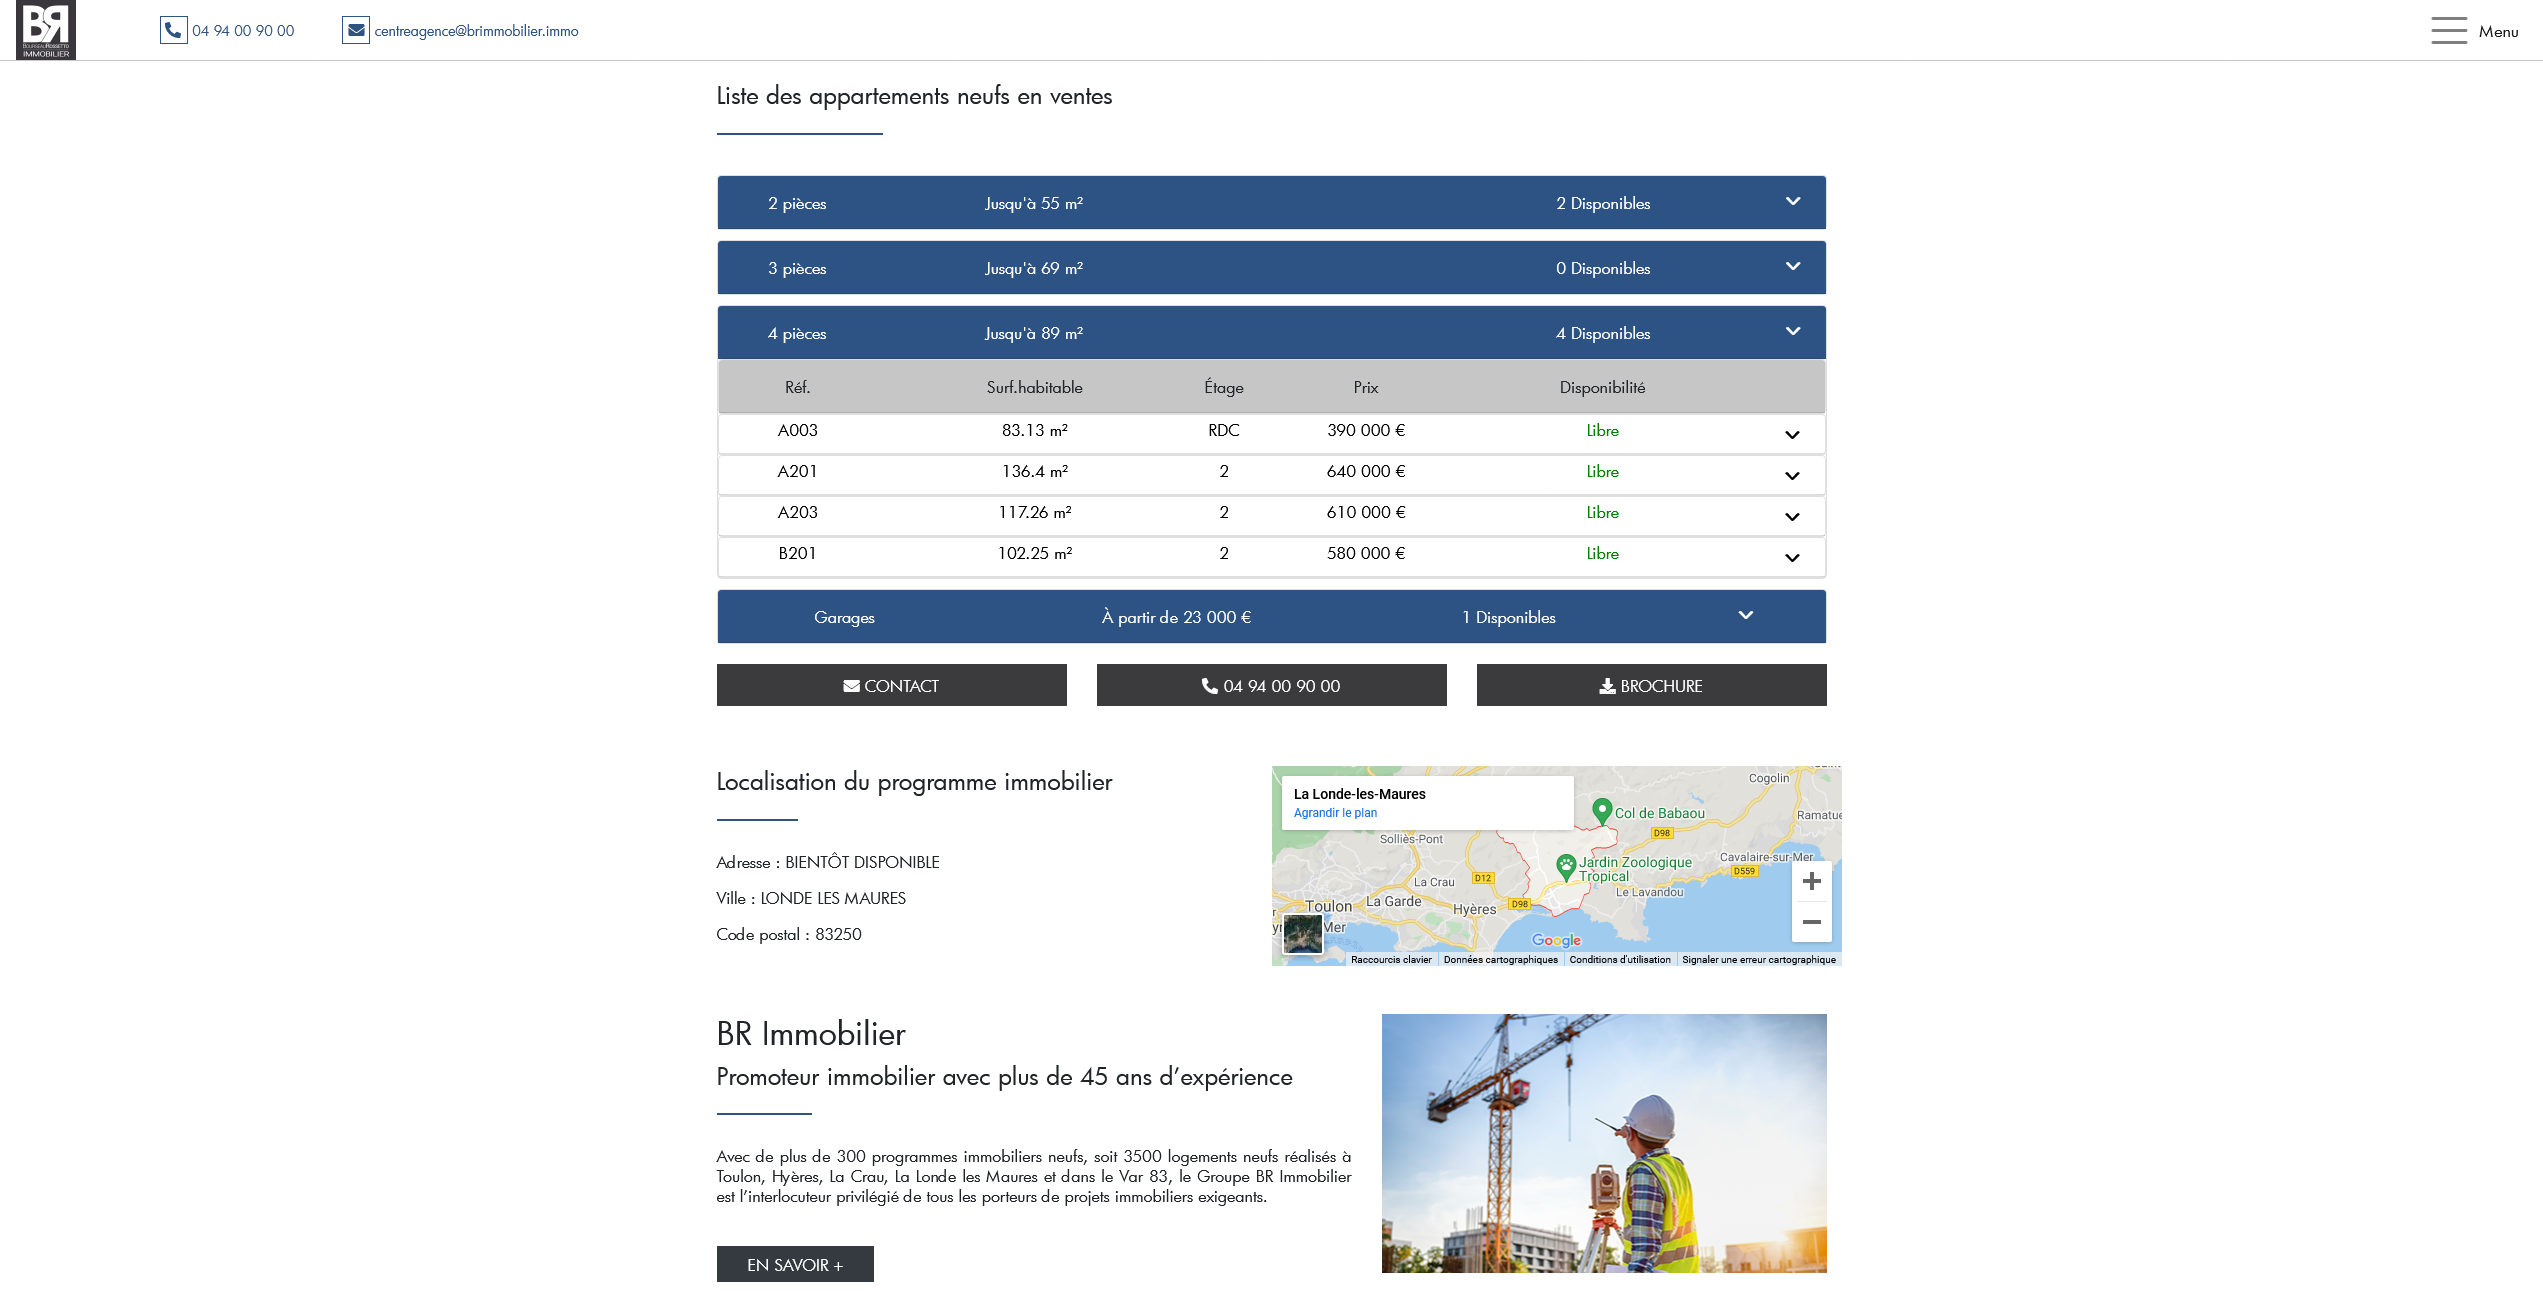 BR
BOURSEAU ROSSETTO
IMMOBILIER
04 94 00 90 00
centreagence@brimmobilier.immo
Menu
Liste des appartements neufs en ventes
2 pièces Jusqu'à 55 m² 2 Disponibles
3 pièces Jusqu'à 69 m² 0 Disponibles
4 pièces Jusqu'à 89 m² 4 Disponibles
Réf. Surf.habitable Étage Prix Disponibilité
A003 83.13 m² RDC 390 000 € Libre
A201 136.4 m² 2 640 000 € Libre
A203 117.26 m² 2 610 000 € Libre
B201 102.25 m² 2 580 000 € Libre
Garages À partir de 23 000 € 1 Disponibles
CONTACT
04 94 00 90 00
BROCHURE
Localisation du programme immobilier
Adresse : BIENTÔT DISPONIBLE
Ville : LONDE LES MAURES
Code postal : 83250
La Londe-les-Maures
Agrandir le plan
Cogolin
Col de Babaou
Ramatue
D98
Solliès-Pont
Jardin Zoologique
Tropical
Cavalaire-sur-Mer
D559
D12
La Crau
Le Lavandou
La Garde
Toulon
Hyères
D98
Mer
Google
Raccourcis clavier
Données cartographiques
Conditions d'utilisation
Signaler une erreur cartographique
BR Immobilier
Promoteur immobilier avec plus de 45 ans d’expérience
Avec de plus de 300 programmes immobiliers neufs, soit 3500 logements neufs réalisés à
Toulon, Hyères, La Crau, La Londe les Maures et dans le Var 83, le Groupe BR Immobilier
est l’interlocuteur privilégié de tous les porteurs de projets immobiliers exigeants.
EN SAVOIR +